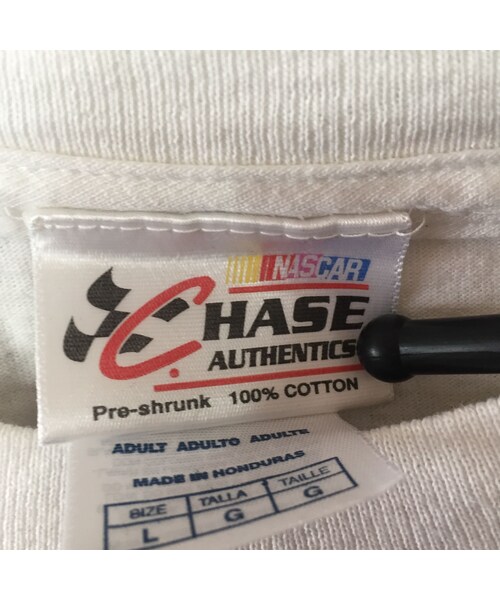 NASCAR
CHASE
AUTHENTICS
Pre-shrunk 100% COTTON
ADULT ADULTO ADULTE
MADE IN HONDURAS
SIZE TALLA TAILLE
L G G